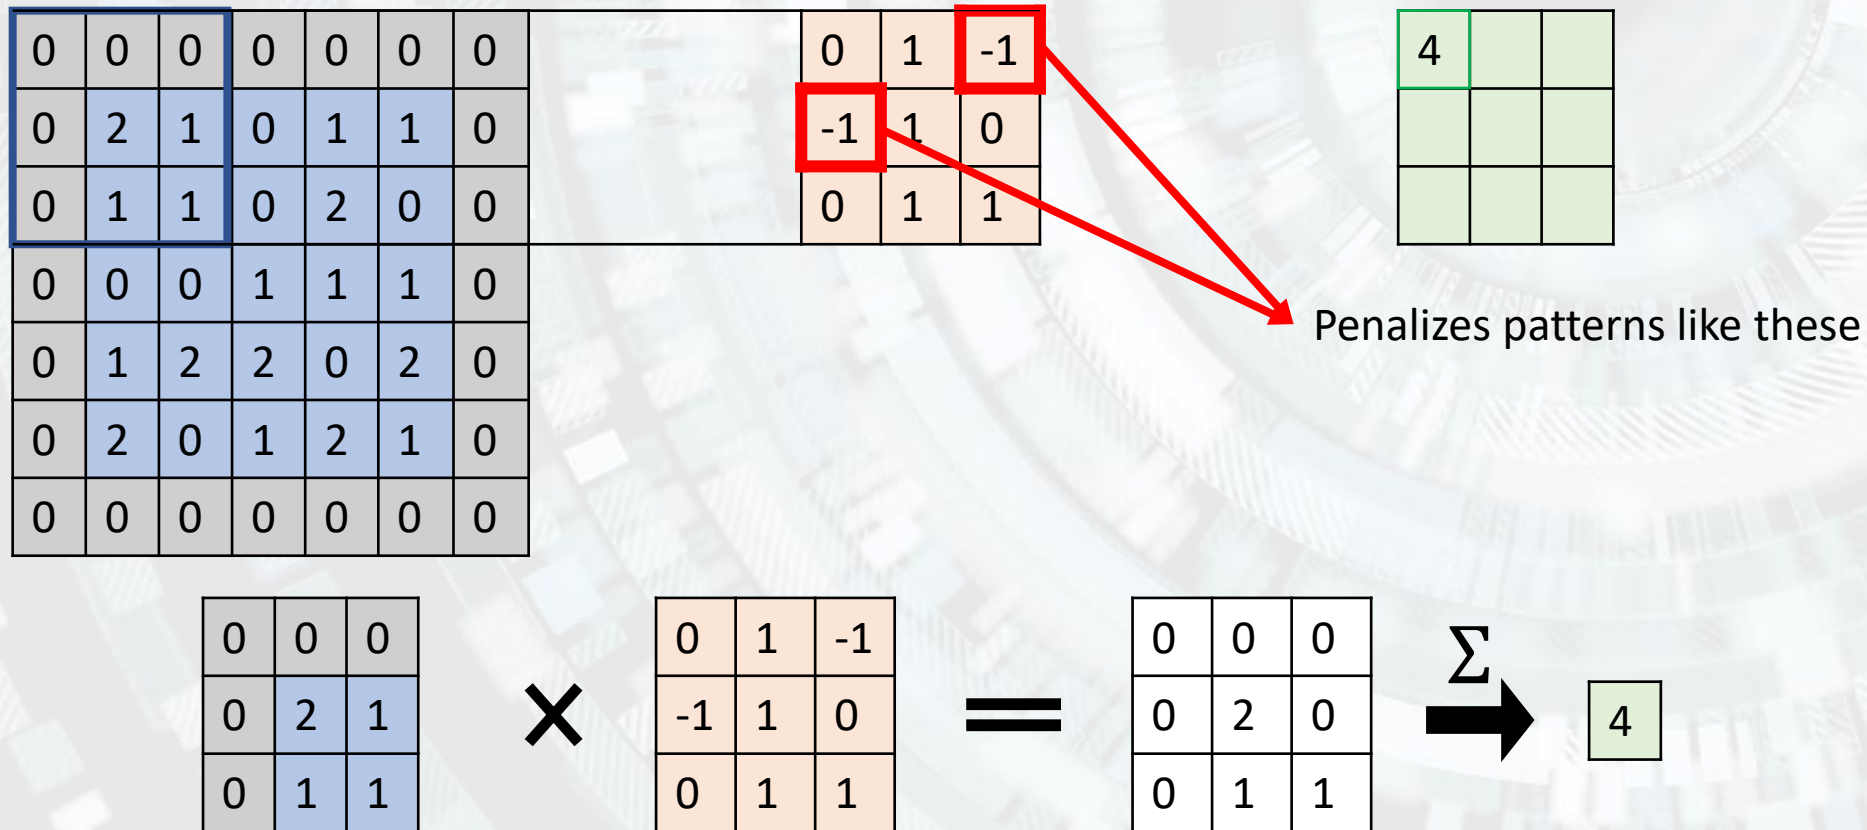 0 0 0 0 0 0 0 0 1 -1 4
0 2 1 0 1 1 0 -1 1 0
0 1 1 0 2 0 0 0 1 1
0 0 0 1 1 1 0
Penalizes patterns like these
0 1 2 2 0 2 0
0 2 0 1 2 1 0
0 0 0 0 0 0 0
0 0 0 0 1 -1 0 0 0 Σ
0 2 1 × -1 1 0 = 0 2 0 4
0 1 1 0 1 1 0 1 1